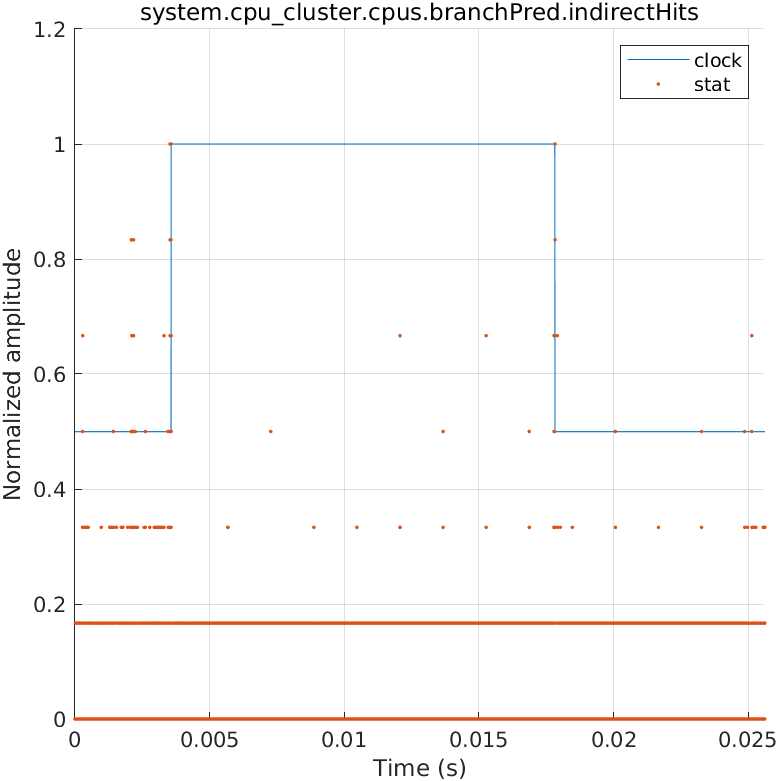 system.cpu_cluster.cpus.branchPred.indirectHits
1.2
clock
stat
1
0.8
Normalized amplitude
0.6
0.4
0.2
0
0 0.005 0.01 0.015 0.02 0.025
Time (s)